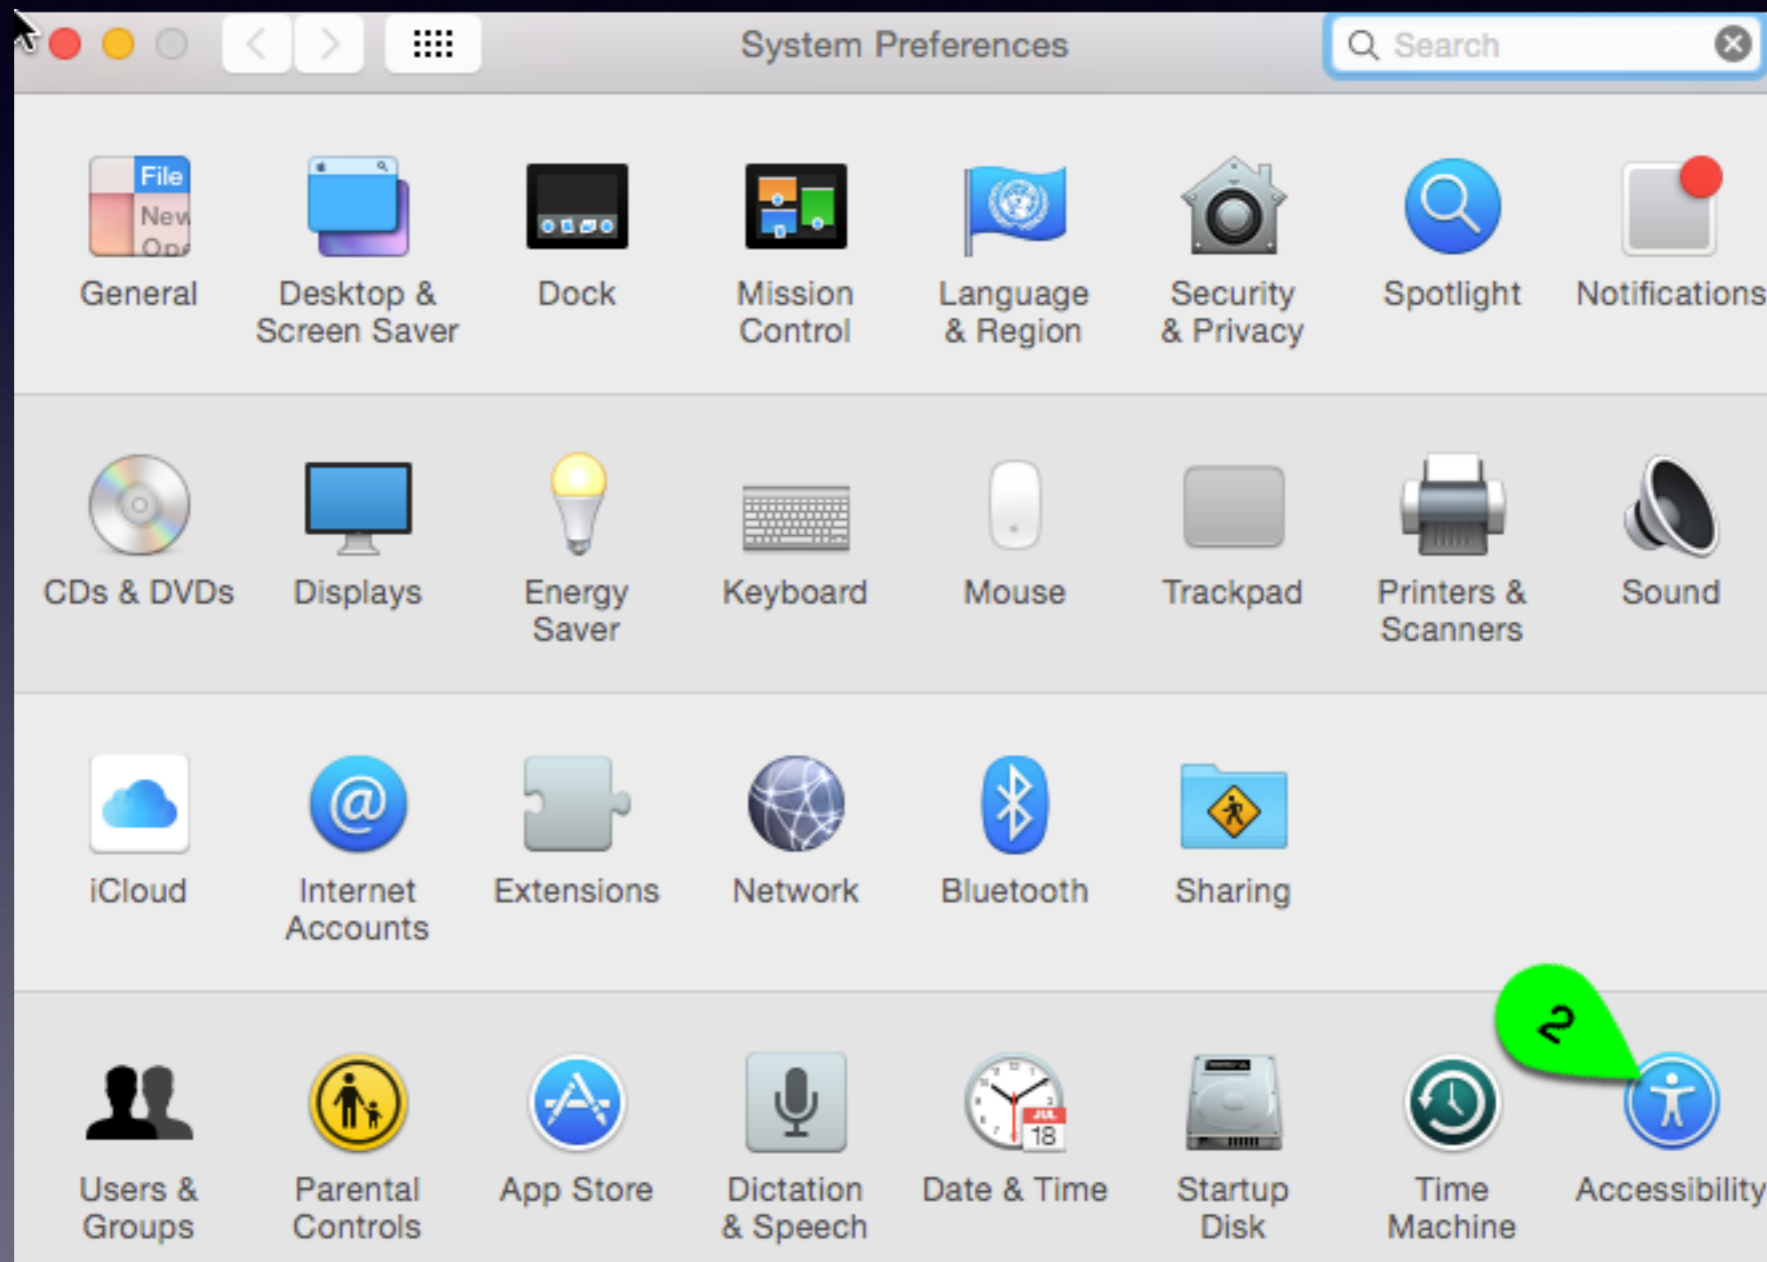 System Preferences
Search
File
New
Ope
General
Desktop &
Screen Saver
Dock
Mission
Control
Language
& Region
Security
& Privacy
Spotlight
Notifications
CDs & DVDs
Displays
Energy
Saver
Keyboard
Mouse
Trackpad
Printers &
Scanners
Sound
iCloud
@
Internet
Accounts
Extensions
Network
Bluetooth
Sharing
2
JUL
18
Users &
Groups
Parental
Controls
App Store
Dictation
& Speech
Date & Time
Startup
Disk
Time
Machine
Accessibility